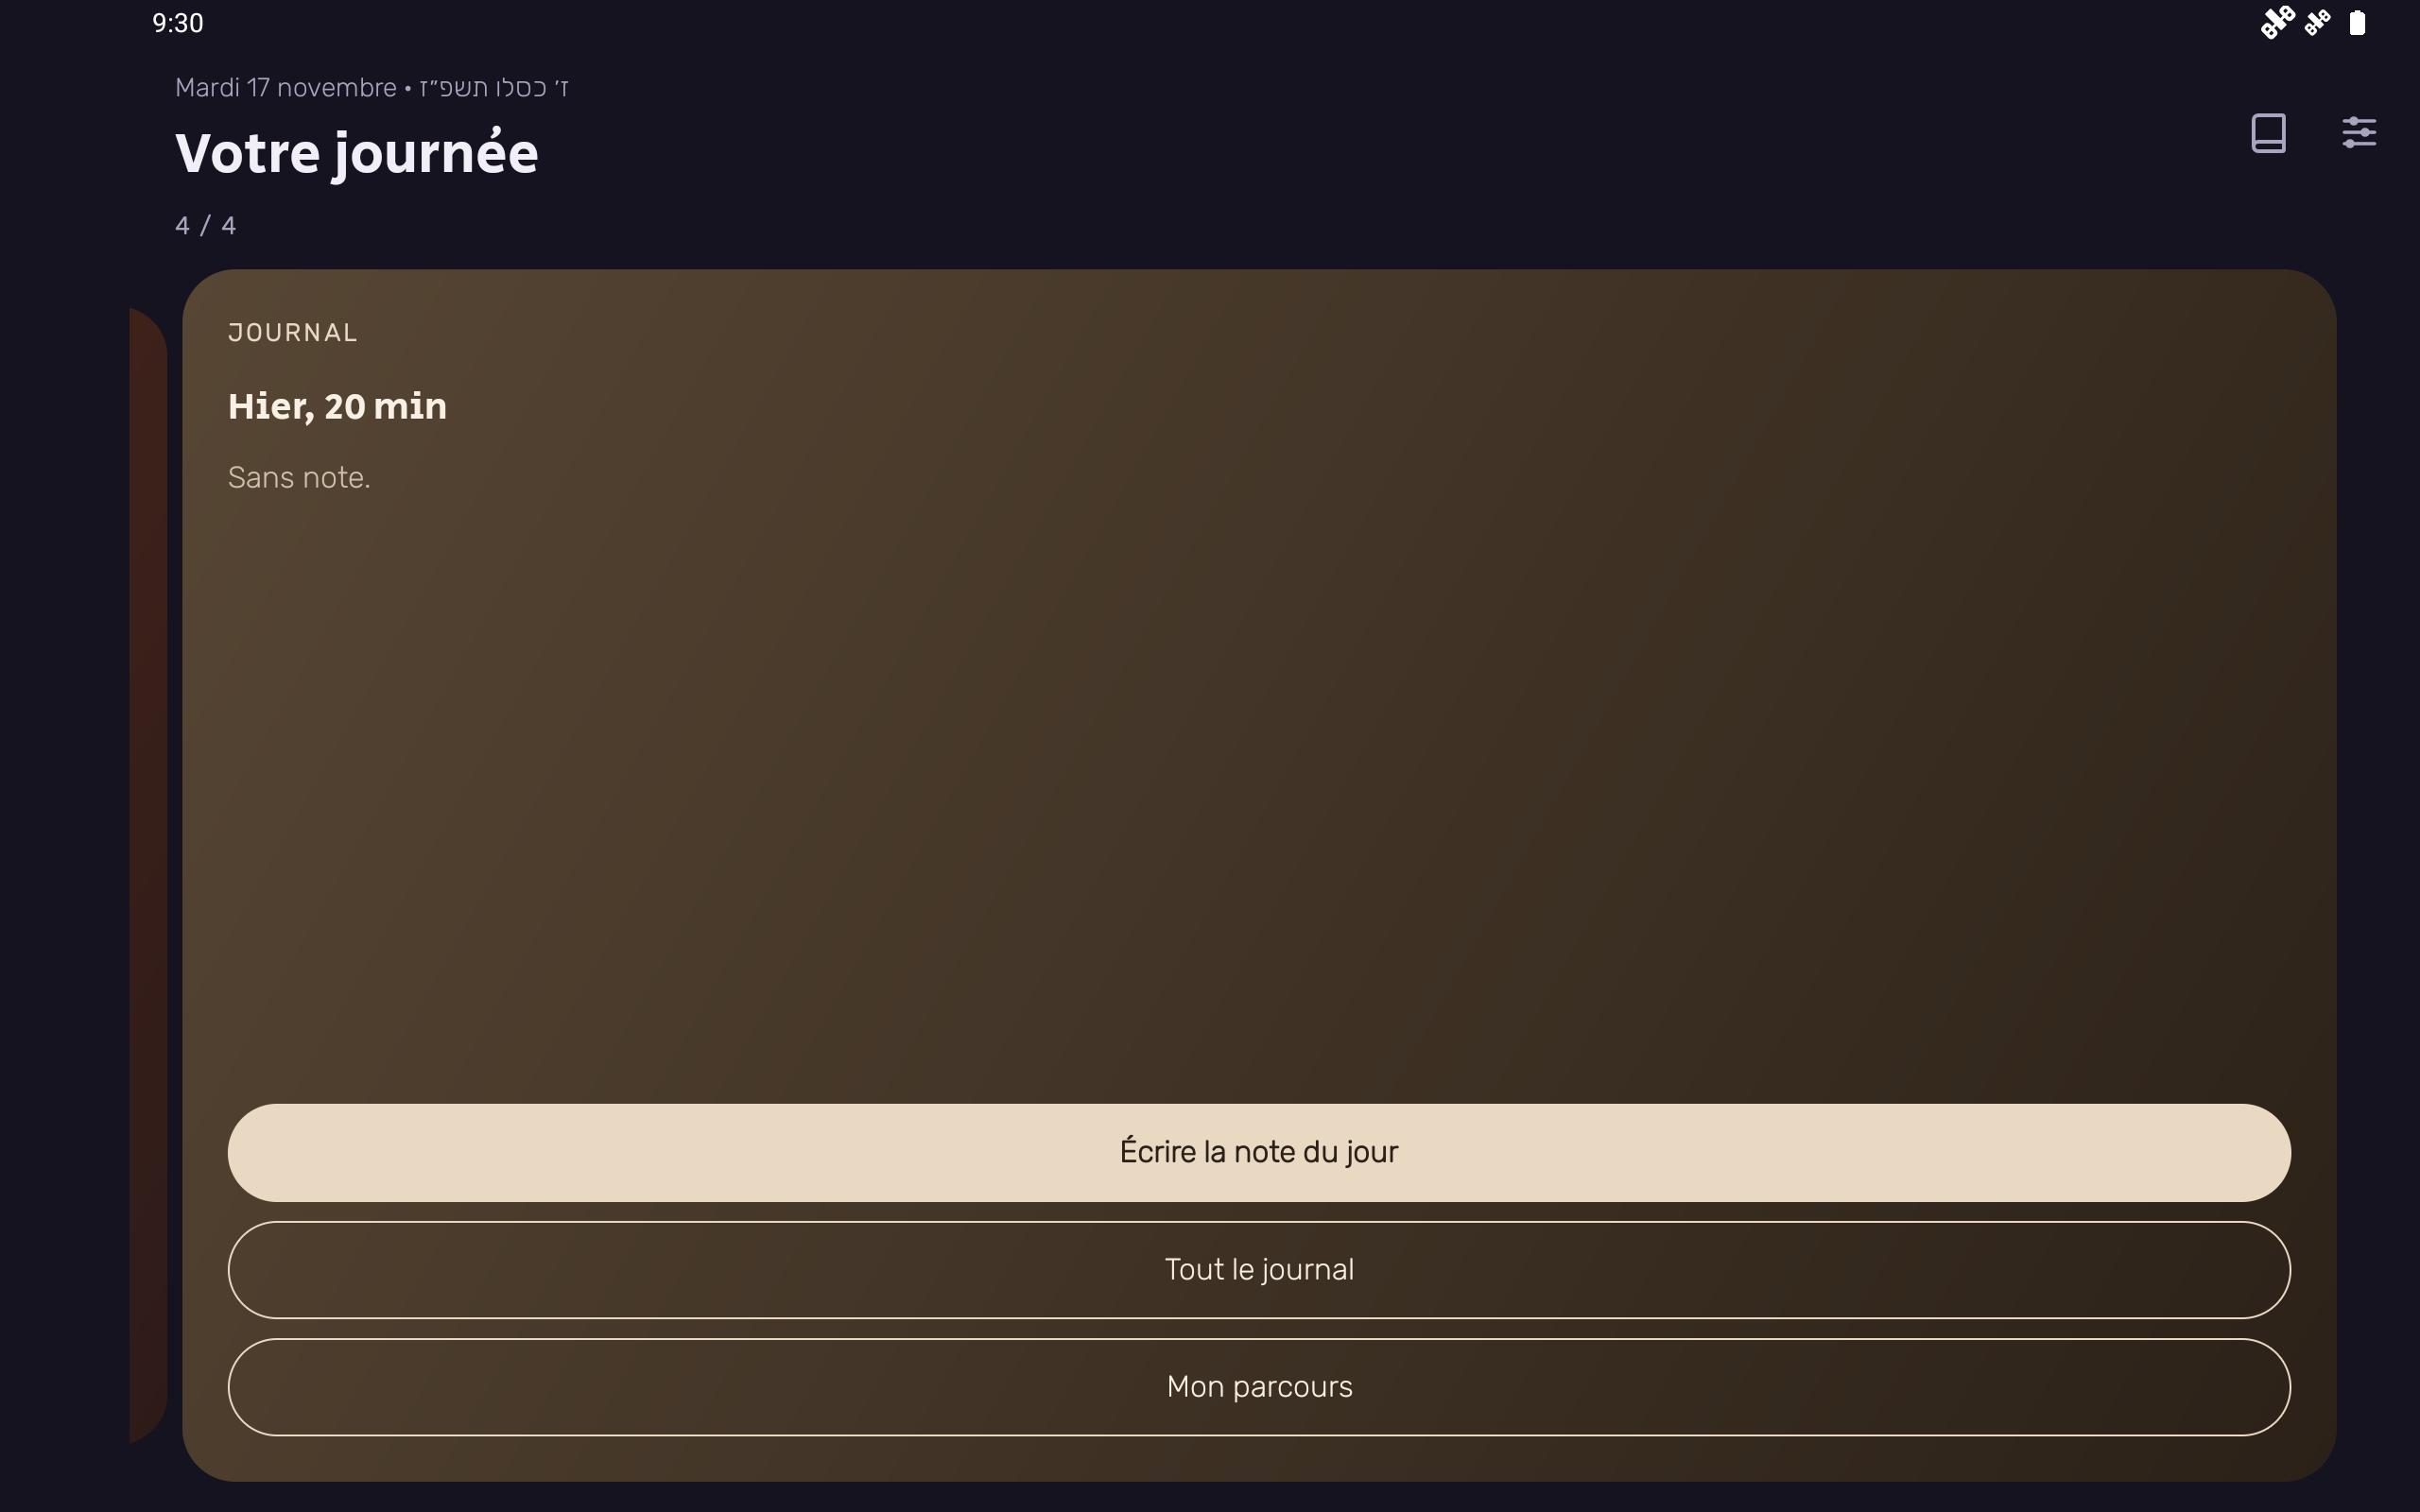 9:30
Mardi 17 novembre • ז׳ כסלו תשפ״ז
Votre journée
4 / 4
JOURNAL
Hier, 20 min
Sans note.
Écrire la note du jour
Tout le journal
Mon parcours